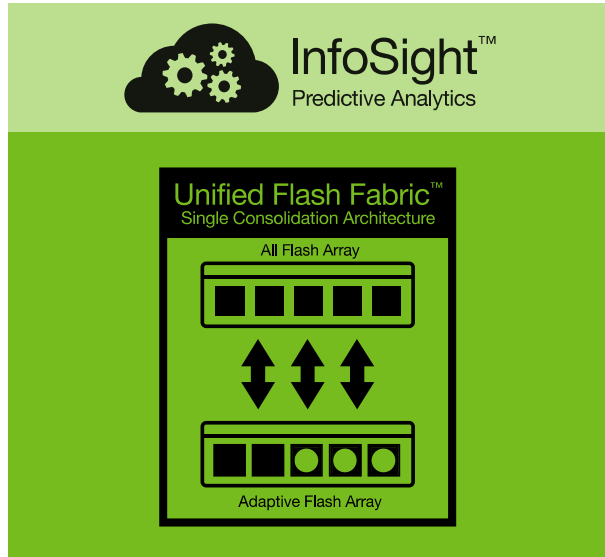 InfoSight™
Predictive Analytics
Unified Flash Fabric™
Single Consolidation Architecture
All Flash Array
Adaptive Flash Array